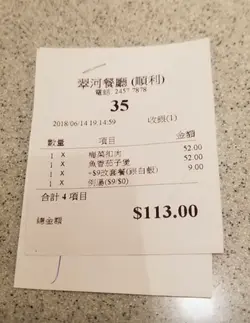 翠河餐廳 (順利)
電話: 2457 7878
35
2018/06/14 19:14:59 收銀(1)
數量 項目 金額
1 X 梅菜扣肉 52.00
1 X 魚香茄子煲 52.00
1 X +$9改套餐(跟白飯) 9.00
1 X 例湯($9/$0)
合計 4 項目
總金額 $113.00